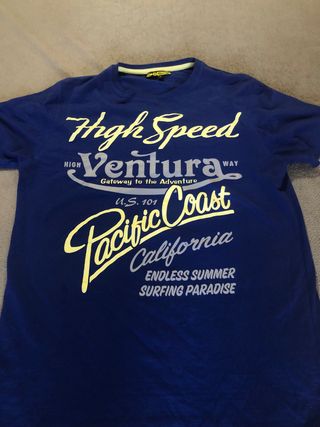 High Speed
HIGH Ventura WAY
Gateway to the Adventure
U.S. 101
Pacific Coast
California
ENDLESS SUMMER
SURFING PARADISE